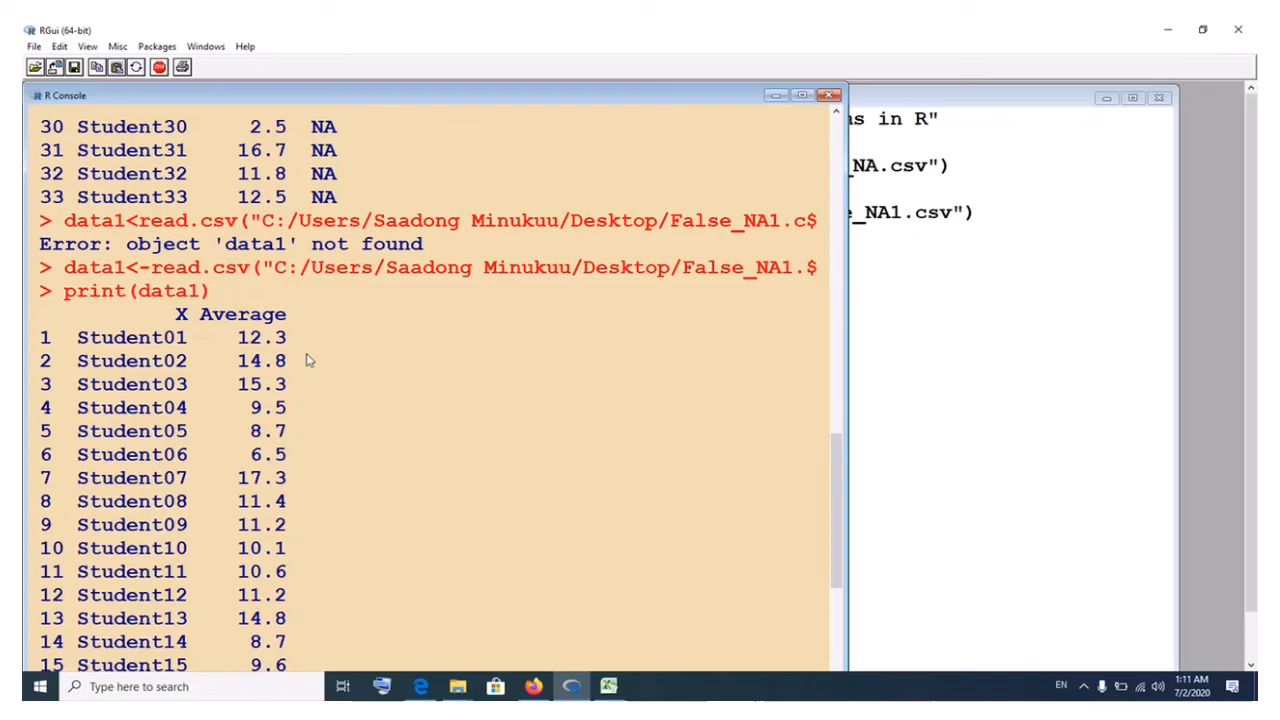 RGui (64-bit)
File Edit View Misc Packages Windows Help
R Console
30 Student30 2.5 NA
31 Student31 16.7 NA
32 Student32 11.8 NA
33 Student33 12.5 NA
> data1<read.csv("C:/Users/Saadong Minukuu/Desktop/False_NA1.c$
Error: object 'data1' not found
> data1<-read.csv("C:/Users/Saadong Minukuu/Desktop/False_NA1.$
> print(data1)
X Average
1 Student01 12.3
2 Student02 14.8
3 Student03 15.3
4 Student04 9.5
5 Student05 8.7
6 Student06 6.5
7 Student07 17.3
8 Student08 11.4
9 Student09 11.2
10 Student10 10.1
11 Student11 10.6
12 Student12 11.2
13 Student13 14.8
14 Student14 8.7
15 Student15 9.6
ns in R"
_NA.csv")
e_NA1.csv")
Type here to search
EN
1:11 AM
7/2/2020